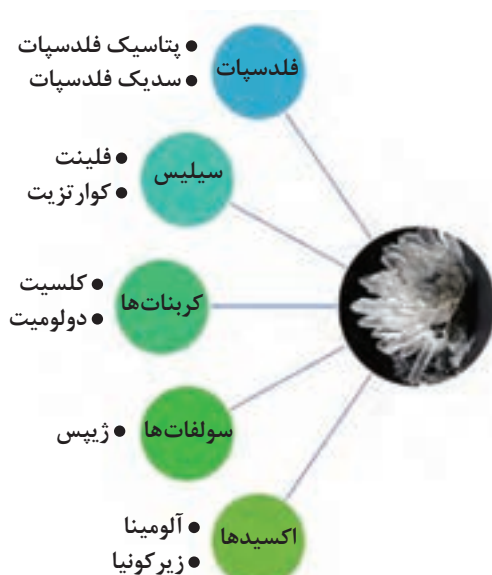 فلدسپات
● پتاسیک فلدسپات
● سدیک فلدسپات
سیلیس
● فلینت
● کوارتزیت
کربنات‌ها
● کلسیت
● دولومیت
سولفات‌ها
● ژیپس
اکسیدها
● آلومینا
● زیرکونیا